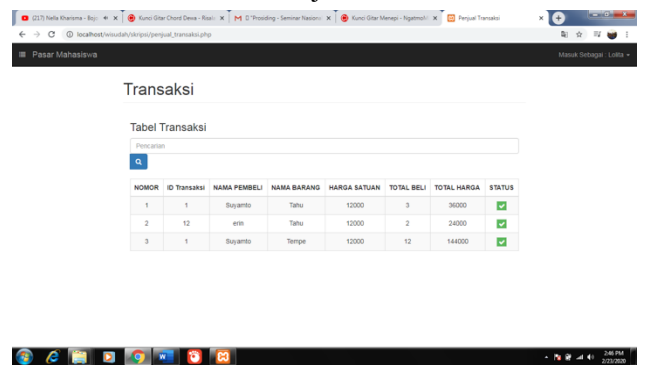 (217) Nella Kharisma - Bojo
Kunci Gitar Chord Dewa - Risalo
D "Prosiding - Seminar Nasiona
Kunci Gitar Menepi - Ngatmo
Penjual Transaksi
localhost/wisudah/skripsi/penjual_transaksi.php
Pasar Mahasiswa
Masuk Sebagai : Lolita
Transaksi
Tabel Transaksi
Pencarian
NOMOR ID Transaksi NAMA PEMBELI NAMA BARANG HARGA SATUAN TOTAL BELI TOTAL HARGA STATUS
1 1 Suyamto Tahu 12000 3 36000
2 12 erin Tahu 12000 2 24000
3 1 Suyamto Tempe 12000 12 144000
2:46 PM
2/23/2020